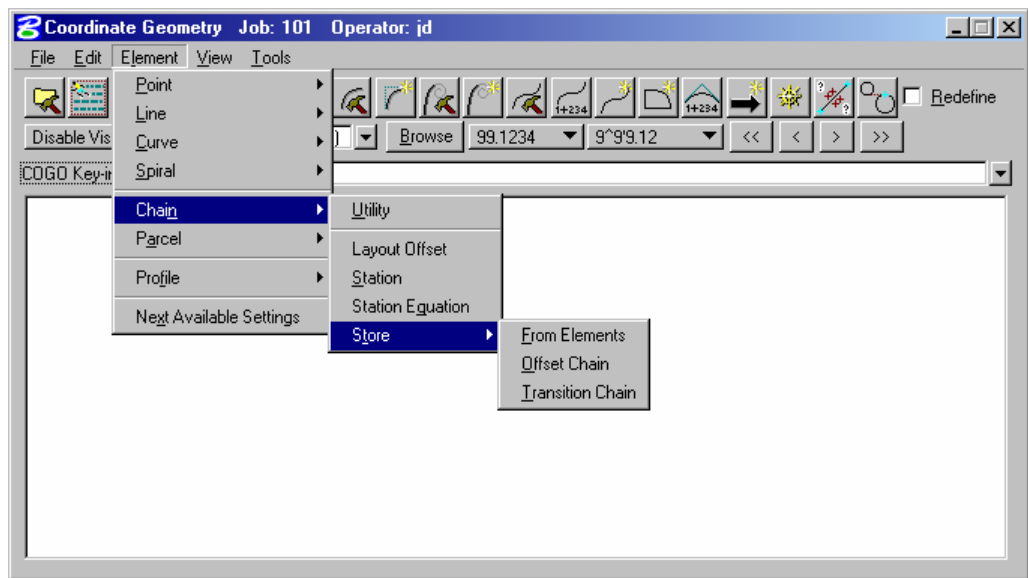 Coordinate Geometry Job: 101 Operator: jd
File Edit Element View Tools
Redefine
Disable Vis
Browse 99.1234 9^9'9.12 << < > >>
COGO Key-in
Point
Line
Curve
Spiral
Chain
Parcel
Profile
Next Available Settings
Utility
Layout Offset
Station
Station Equation
Store
From Elements
Offset Chain
Transition Chain
1+234
1+234